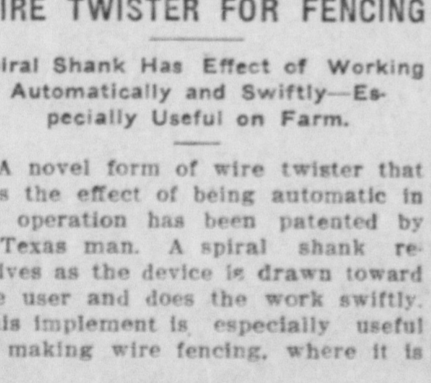 IRE TWISTER FOR FENCING
iral Shank Has Effect of Working
Automatically and Swiftly—Es-
pecially Useful on Farm.
A novel form of wire twister that
s the effect of being automatic in
operation has been patented by
Texas man. A spiral shank re-
lves as the device is drawn toward
e user and does the work swiftly.
is implement is especially useful
making wire fencing, where it is